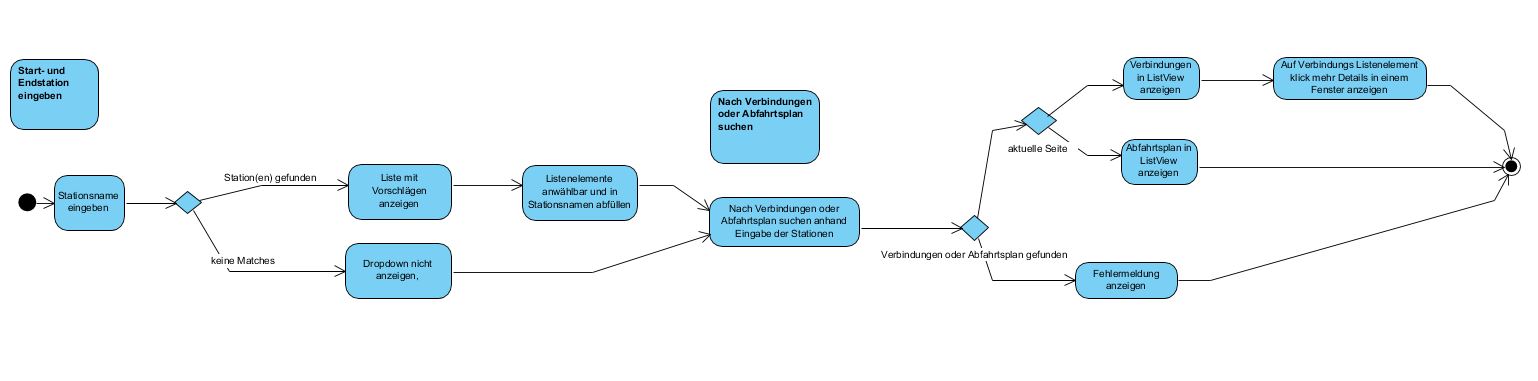 Start- und
Endstation
eingeben
Stationsname
eingeben
Station(en) gefunden
keine Matches
Liste mit
Vorschlägen
anzeigen
Dropdown nicht
anzeigen,
Listenelemente
anwählbar und in
Stationsnamen abfüllen
Nach Verbindungen
oder Abfahrtsplan
suchen
Nach Verbindungen oder
Abfahrtsplan suchen anhand
Eingabe der Stationen
Verbindungen oder Abfahrtsplan gefunden
aktuelle Seite
Verbindungen
in ListView
anzeigen
Auf Verbindungs Listenelement
klick mehr Details in einem
Fenster anzeigen
Abfahrtsplan in
ListView
anzeigen
Fehlermeldung
anzeigen